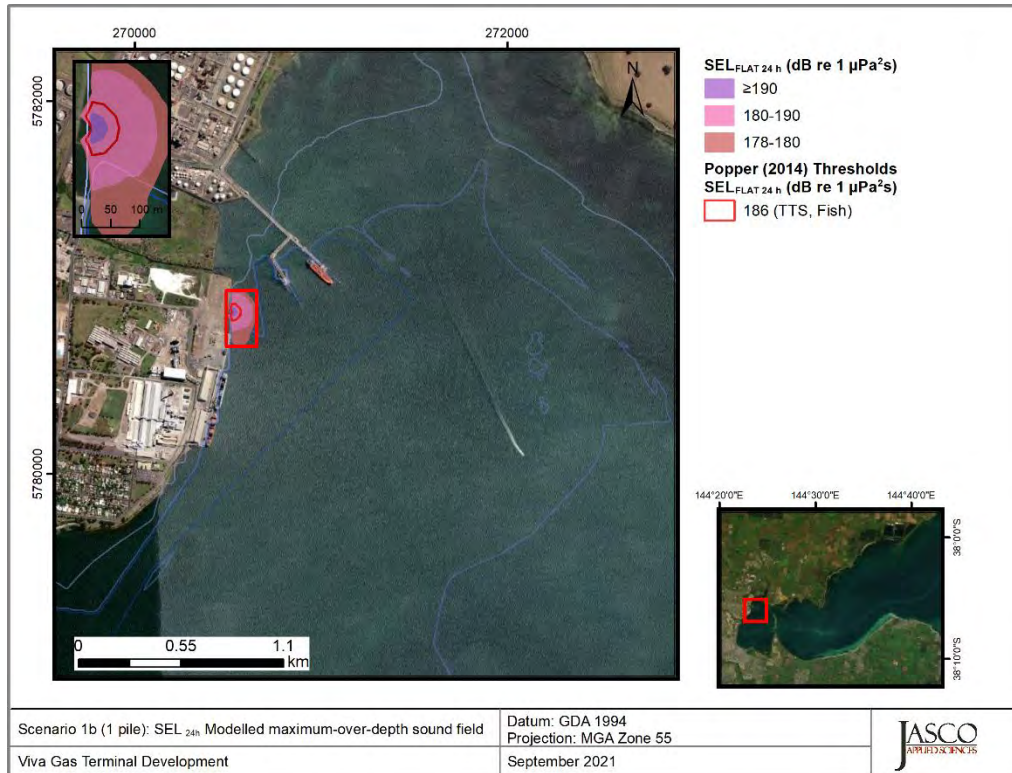 270000
272000
5782000
5780000
0 50 100 m
N
0 0.55 1.1
km
SEL FLAT 24 h (dB re 1 µPa²s)
≥190
180-190
178-180
Popper (2014) Thresholds
SEL FLAT 24 h (dB re 1 µPa²s)
186 (TTS, Fish)
144°20'0"E 144°30'0"E 144°40'0"E
38°0'0"S
38°10'0"S
Scenario 1b (1 pile): SEL 24h Modelled maximum-over-depth sound field
Datum: GDA 1994
Projection: MGA Zone 55
Viva Gas Terminal Development
September 2021
JASCO
APPLIED SCIENCES